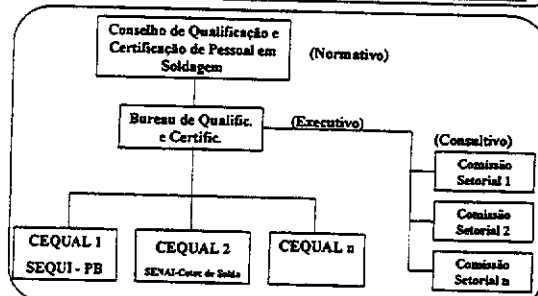 Conselho de Qualificação e
Certificação de Pessoal em
Soldagem
(Normativo)
Bureau de Qualific.
e Certific.
(Executivo)
(Consultivo)
Comissão
Setorial 1
Comissão
Setorial 2
Comissão
Setorial n
CEQUAL 1
SEQUI - PB
CEQUAL 2
SENAI-Cetec de Solda
CEQUAL n